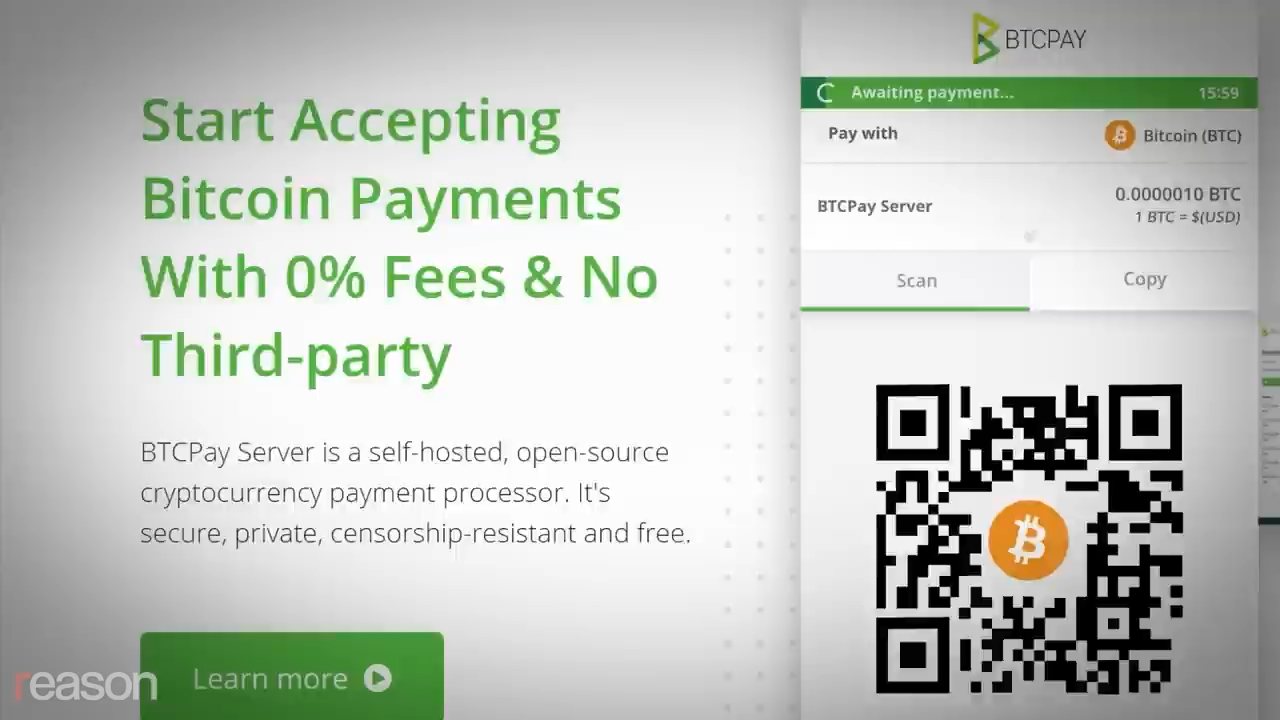 Start Accepting
Bitcoin Payments
With 0% Fees & No
Third-party
BTCPay Server is a self-hosted, open-source
cryptocurrency payment processor. It's
secure, private, censorship-resistant and free.
Learn more
reason
BTCPAY
Awaiting payment... 15:59
Pay with Bitcoin (BTC)
BTCPay Server 0.0000010 BTC
1 BTC = $(USD)
Scan Copy